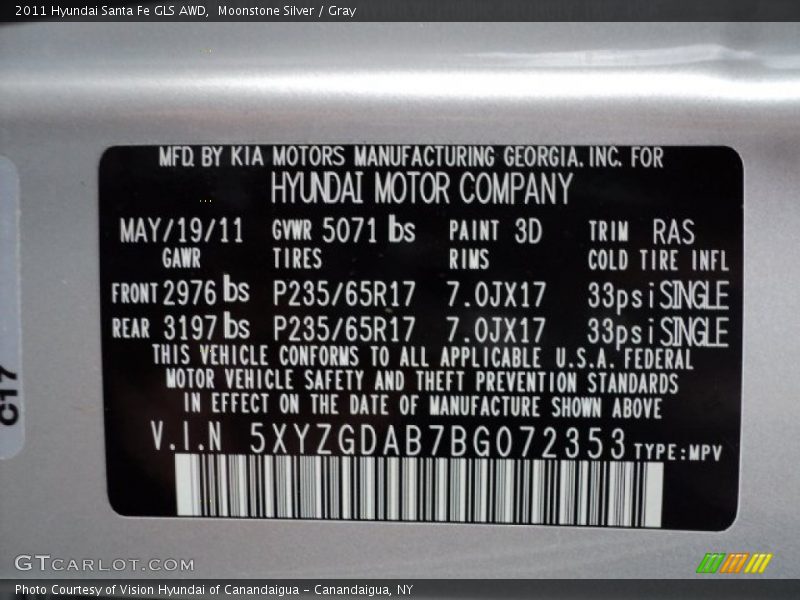 2011 Hyundai Santa Fe GLS AWD,  Moonstone Silver / Gray
MFD. BY KIA MOTORS MANUFACTURING GEORGIA. INC. FOR
HYUNDAI MOTOR COMPANY
MAY/19/11 GVWR 5071 lbs PAINT 3D TRIM RAS
GAWR TIRES RIMS COLD TIRE INFL
FRONT 2976 lbs P235/65R17 7.0JX17 33psi SINGLE
REAR 3197 lbs P235/65R17 7.0JX17 33psi SINGLE
THIS VEHICLE CONFORMS TO ALL APPLICABLE U.S.A. FEDERAL
MOTOR VEHICLE SAFETY AND THEFT PREVENTION STANDARDS
IN EFFECT ON THE DATE OF MANUFACTURE SHOWN ABOVE
V.I.N 5XYZGDAB7BG072353 TYPE:MPV
C17
GTCARLOT.COM
Photo Courtesy of Vision Hyundai of Canandaigua - Canandaigua, NY